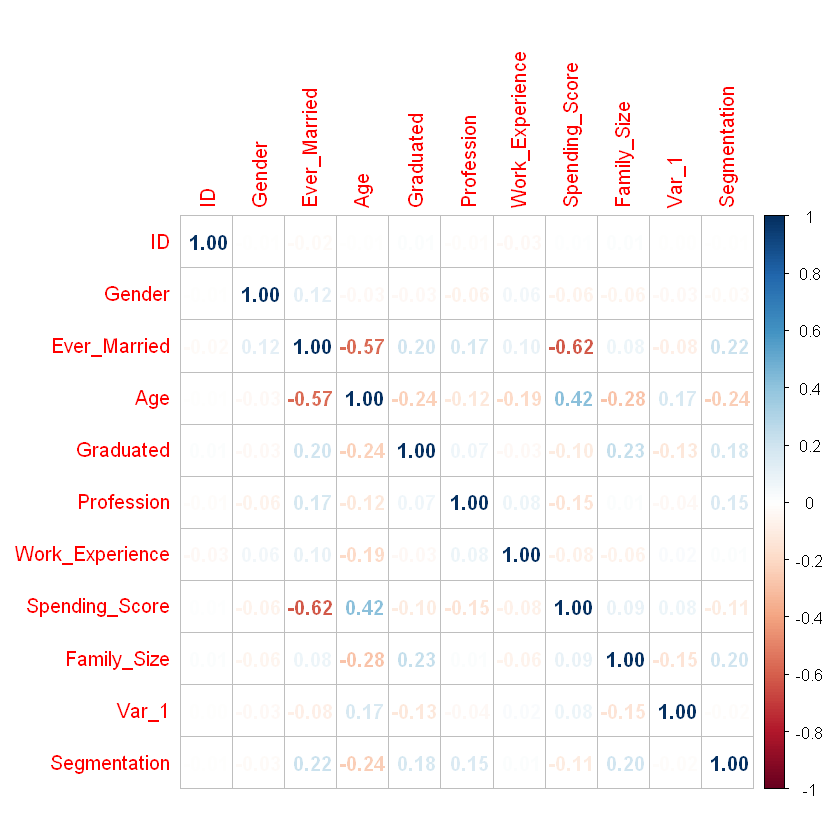 ID Gender Ever_Married Age Graduated Profession Work_Experience Spending_Score Family_Size Var_1 Segmentation
ID 1.00 -0.02 0.01 -0.01 -0.03 0.01
Gender 1.00 0.12 -0.03 -0.03 -0.06 0.06 -0.06 -0.06 -0.03 -0.03
Ever_Married -0.02 0.12 1.00 -0.57 0.20 0.17 0.10 -0.62 0.08 -0.08 0.22
Age -0.03 -0.57 1.00 -0.24 -0.12 -0.19 0.42 -0.28 0.17 -0.24
Graduated 0.01 -0.03 0.20 -0.24 1.00 0.07 -0.03 -0.10 0.23 -0.13 0.18
Profession -0.01 -0.06 0.17 -0.12 0.07 1.00 0.08 -0.15 0.01 -0.04 0.15
Work_Experience -0.03 0.06 0.10 -0.19 -0.03 0.08 1.00 -0.08 -0.06 0.02
Spending_Score -0.06 -0.62 0.42 -0.10 -0.15 -0.08 1.00 0.09 0.08 -0.11
Family_Size 0.01 -0.06 0.08 -0.28 0.23 0.01 -0.06 0.09 1.00 -0.15 0.20
Var_1 -0.03 -0.08 0.17 -0.13 -0.04 0.02 0.08 -0.15 1.00
Segmentation -0.03 0.22 -0.24 0.18 0.15 -0.11 0.20 1.00
1
0.8
0.6
0.4
0.2
0
-0.2
-0.4
-0.6
-0.8
-1